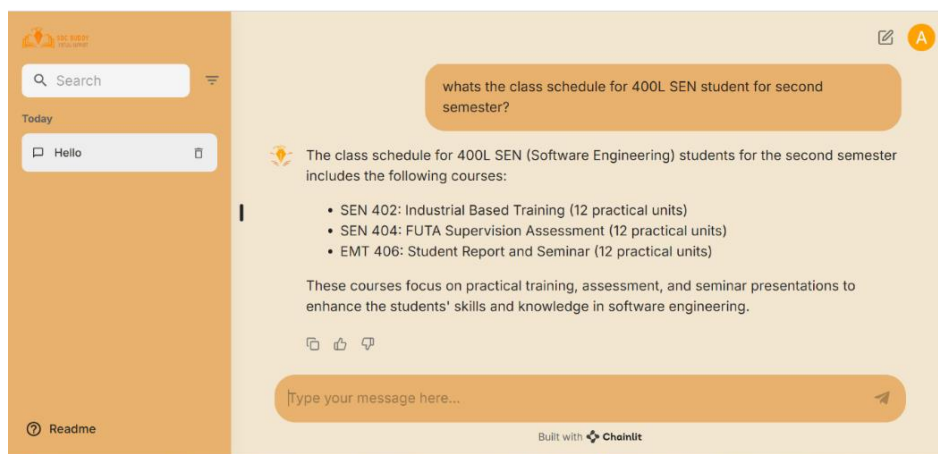 SOC BUDDY
Search
Today
Hello
Readme
A
whats the class schedule for 400L SEN student for second
semester?
The class schedule for 400L SEN (Software Engineering) students for the second semester
includes the following courses:
• SEN 402: Industrial Based Training (12 practical units)
• SEN 404: FUTA Supervision Assessment (12 practical units)
• EMT 406: Student Report and Seminar (12 practical units)
These courses focus on practical training, assessment, and seminar presentations to
enhance the students' skills and knowledge in software engineering.
Type your message here...
Built with Chainlit